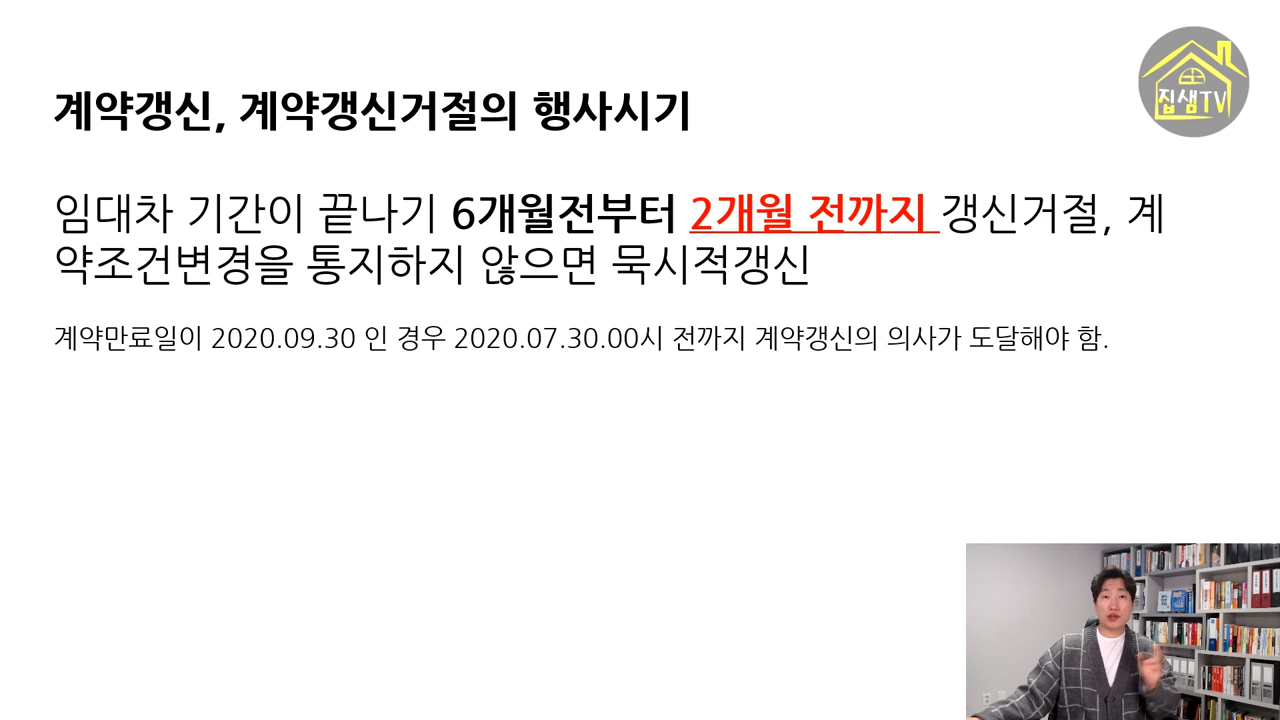 집샘TV
계약갱신, 계약갱신거절의 행사시기
임대차 기간이 끝나기 6개월전부터 2개월 전까지 갱신거절, 계
약조건변경을 통지하지 않으면 묵시적갱신
계약만료일이 2020.09.30 인 경우 2020.07.30.00시 전까지 계약갱신의 의사가 도달해야 함.